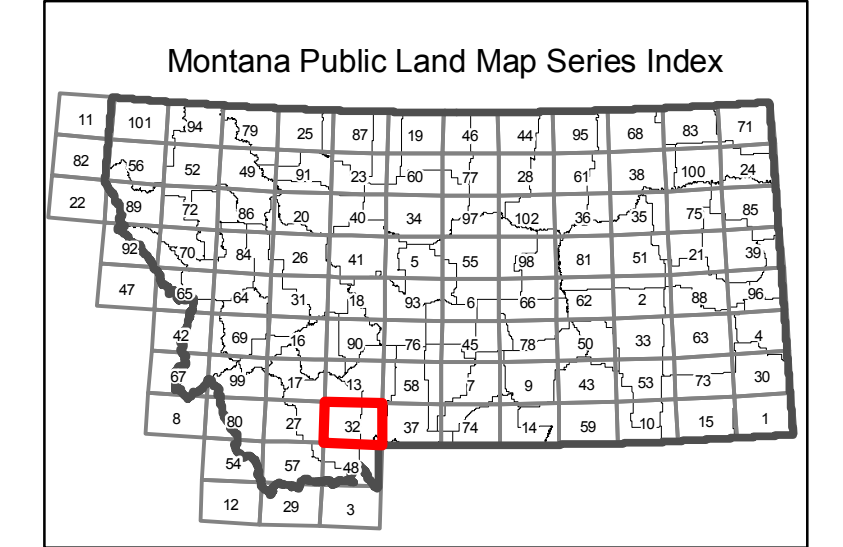 Montana Public Land Map Series Index
11 101 94 79 25 87 19 46 44 95 68 83 71
82 56 52 49 91 23 60 77 28 61 38 100 24
22 89 72 86 20 40 34 97 102 36 35 75 85
92 70 84 26 41 5 55 98 81 51 21 39
47 65 64 31 18 93 6 66 62 2 88 96
42 69 16 90 76 45 78 50 33 63 4
67 99 17 13 58 7 9 43 53 73 30
8 80 27 32 37 74 14 59 10 15 1
54 57 48
12 29 3